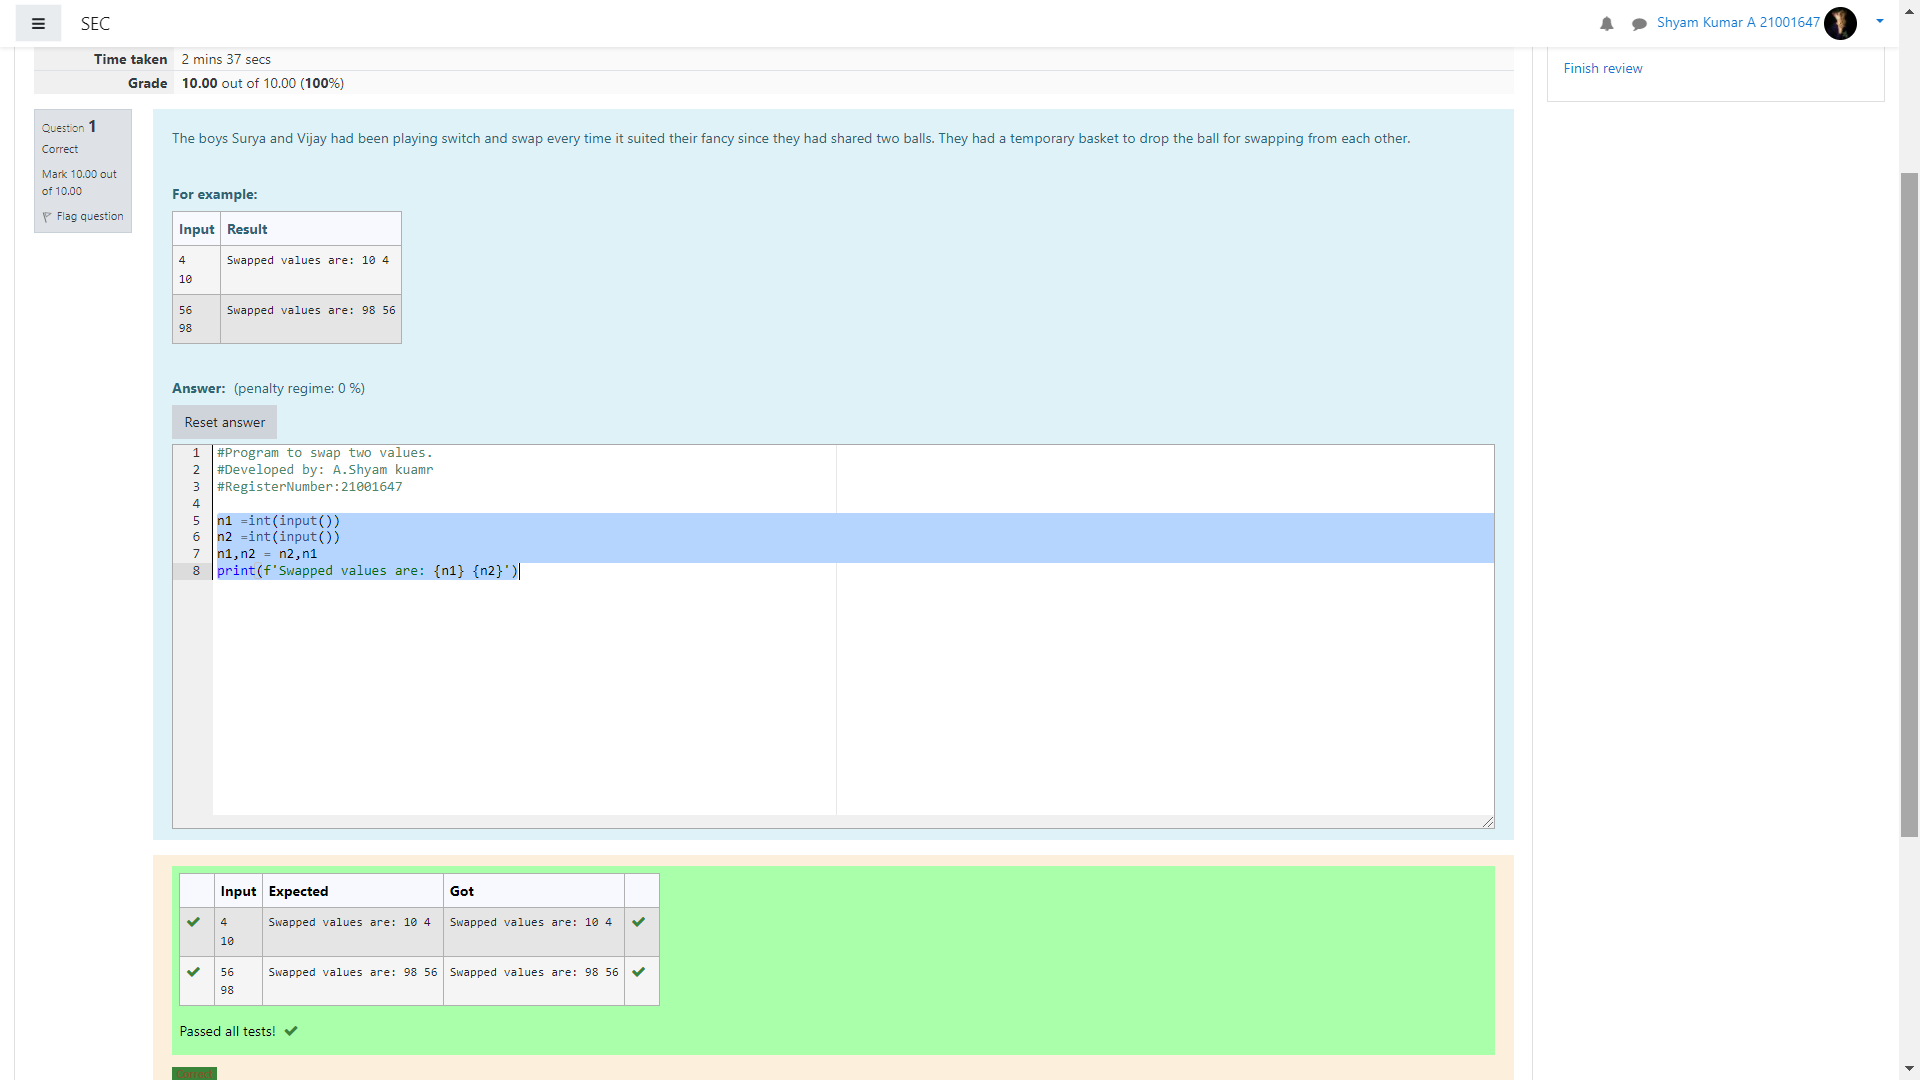 SEC
Shyam Kumar A 21001647
Time taken 2 mins 37 secs
Grade 10.00 out of 10.00 (100%)
Finish review
Question 1
Correct
Mark 10.00 out
of 10.00
Flag question
The boys Surya and Vijay had been playing switch and swap every time it suited their fancy since they had shared two balls. They had a temporary basket to drop the ball for swapping from each other.
For example:
Input Result
4 Swapped values are: 10 4
10
56 Swapped values are: 98 56
98
Answer: (penalty regime: 0 %)
Reset answer
1 #Program to swap two values.
2 #Developed by: A.Shyam kuamr
3 #RegisterNumber:21001647
4
5 n1 =int(input())
6 n2 =int(input())
7 n1,n2 = n2,n1
8 print(f'Swapped values are: {n1} {n2}')
Input Expected Got
4 Swapped values are: 10 4 Swapped values are: 10 4
10
56 Swapped values are: 98 56 Swapped values are: 98 56
98
Passed all tests!